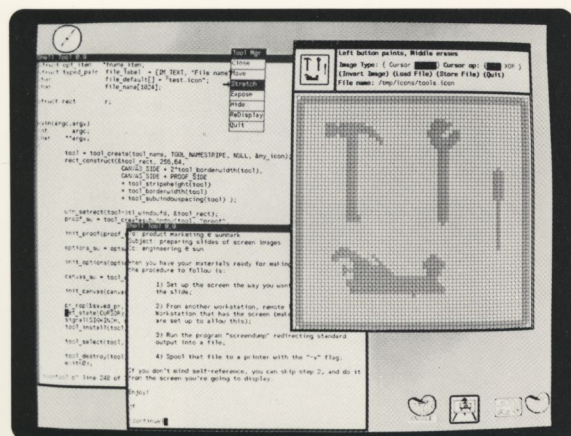 Shell Tool 0.9
struct opt_item *fname_item,
struct typed_pair file_label = {IM_TEXT, "File name
char file_default[] = "test.icon";
char file_name[1024];
struct rect r;
main(argc,argv)
int argc;
char **argv;
tool = tool_create(tool_name, TOOL_NAMESTRIPE, NULL, &my_icon);
rect_construct(&tool_rect, 266,64,
CANVAS_SIDE + 2*tool_borderwidth(tool),
CANVAS_SIDE + PROOF_SIDE
+ tool_stripeheight(tool)
+ tool_borderwidth(tool)
+ tool_subwindowspacing(tool) );
init_proof(proof
options_sw =
init_options(optio
canvas_sw = tool
init_canvas(canvas
tool_install(tool
tool_select(tool,
tool_destroy(tool
exit(0);
line 248 of
Tool Mgr
Close
Move
Stretch
Expose
Hide
ReDisplay
Quit
Left button paints, Middle erases
Image Type: { Cursor } Cursor op: { XOR }
(Invert Image) (Load File) (Store File) (Quit)
File name: /tmp/icons/tools.icon
Shell Tool 0.9
To: product marketing @ sunmark
Subject: preparing slides of screen images
Cc: engineering @ sun
When you have your materials ready for making
the procedure to follow is:
1) Set up the screen the way you want
the slide;
2) From another workstation, remote
Workstation that has the screen
are set up to allow this);
3) Run the program "screendump" redirecting standard
output into a file,
4) Spool that file to a printer with the "-v" flag.
If you don't mind self-reference, you can skip step 2, and do it
from the screen you're going to display.
Enjoy!
continue